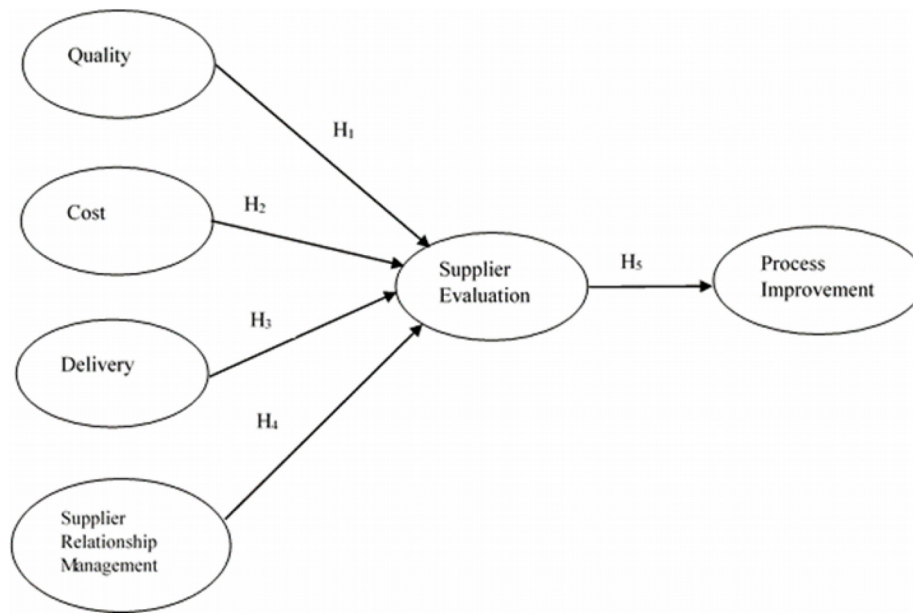 Quality
H₁
Cost
H₂
Supplier
Evaluation
H₅
Process
Improvement
Delivery
H₃
H₄
Supplier
Relationship
Management